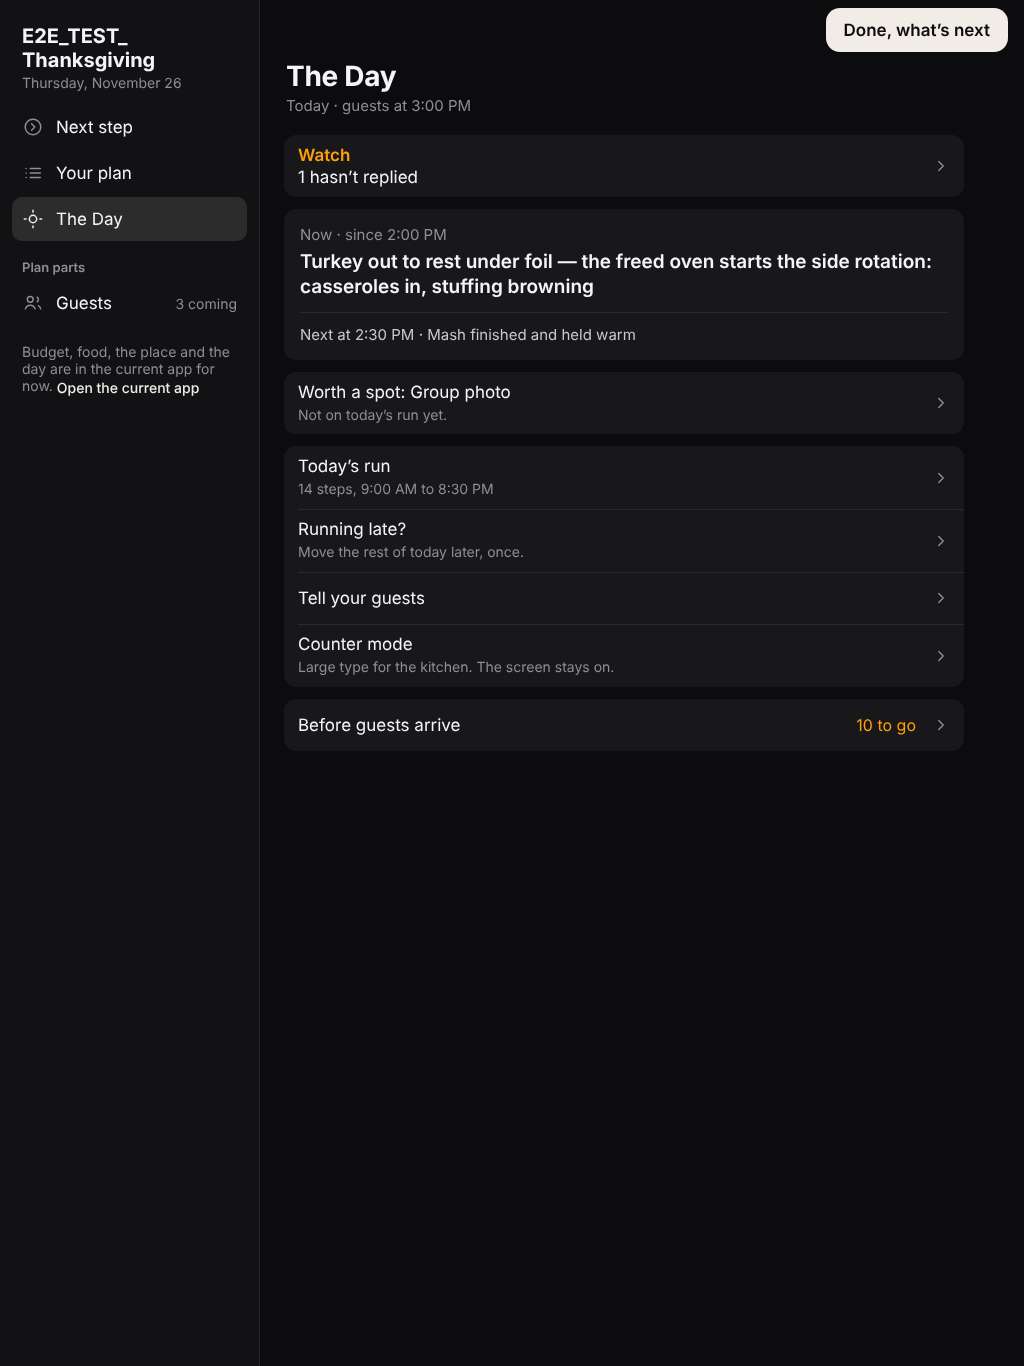 E2E_TEST_
Thanksgiving
Thursday, November 26
Next step
Your plan
The Day
Plan parts
Guests 3 coming
Budget, food, the place and the
day are in the current app for
now. Open the current app
Done, what's next
The Day
Today · guests at 3:00 PM
Watch
1 hasn't replied
Now · since 2:00 PM
Turkey out to rest under foil — the freed oven starts the side rotation:
casseroles in, stuffing browning
Next at 2:30 PM · Mash finished and held warm
Worth a spot: Group photo
Not on today's run yet.
Today's run
14 steps, 9:00 AM to 8:30 PM
Running late?
Move the rest of today later, once.
Tell your guests
Counter mode
Large type for the kitchen. The screen stays on.
Before guests arrive 10 to go